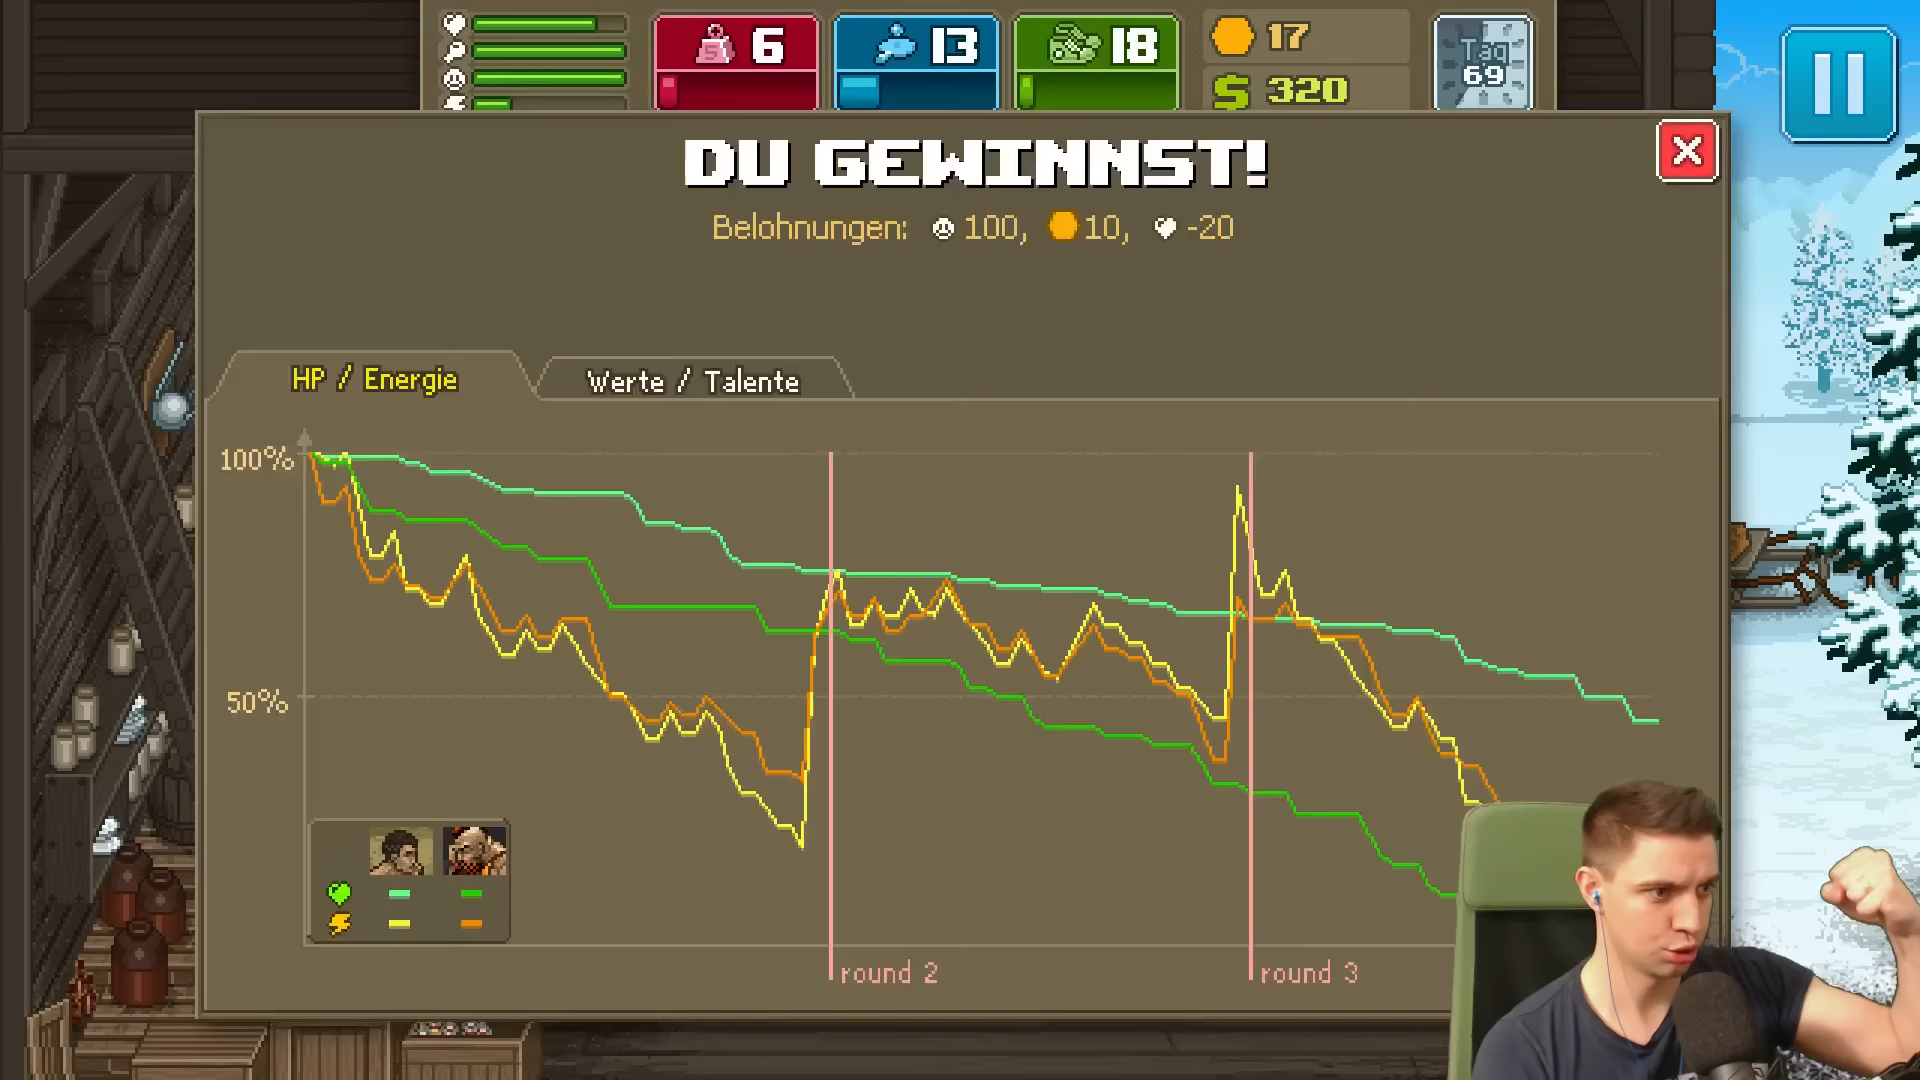 6
13
18
17
$ 320
Tag
69
DU GEWINNST!
Belohnungen: 100, 10, -20
HP / Energie
Werte / Talente
100%
50%
round 2
round 3